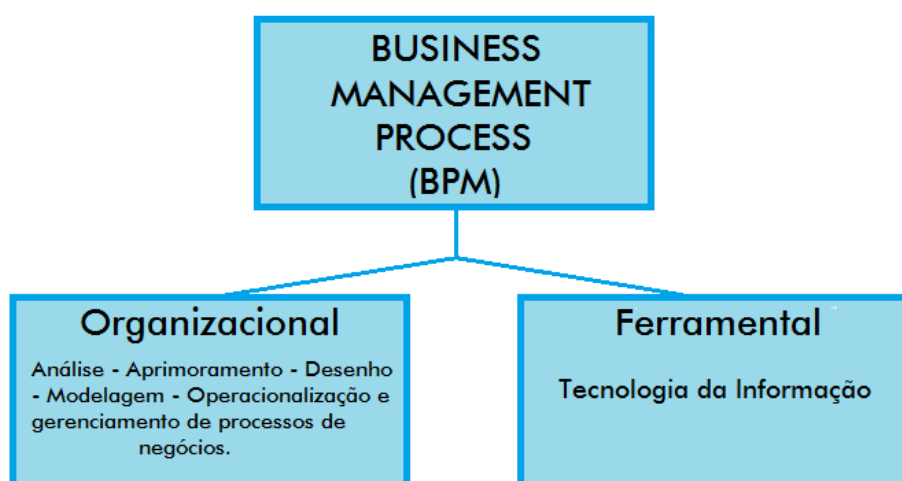 BUSINESS
MANAGEMENT
PROCESS
(BPM)
Organizacional
Análise - Aprimoramento - Desenho
- Modelagem - Operacionalização e
gerenciamento de processos de
negócios.
Ferramental
Tecnologia da Informação